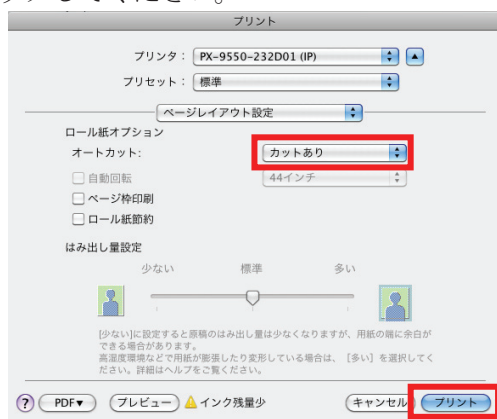 してください。
プリント
プリンタ： PX-9550-232D01 (IP)
プリセット： 標準
ページレイアウト設定
ロール紙オプション
オートカット: カットあり
自動回転 44インチ
ページ枠印刷
ロール紙節約
はみ出し量設定
少ない 標準 多い
[少ない]に設定すると原稿のはみ出し量は少なくなりますが、用紙の端に余白が
できる場合があります。
高湿度環境などで用紙が膨張したり変形している場合は、［多い］を選択してく
ださい。詳細はヘルプをご覧ください。
? PDF▼ プレビュー インク残量少 キャンセル プリント